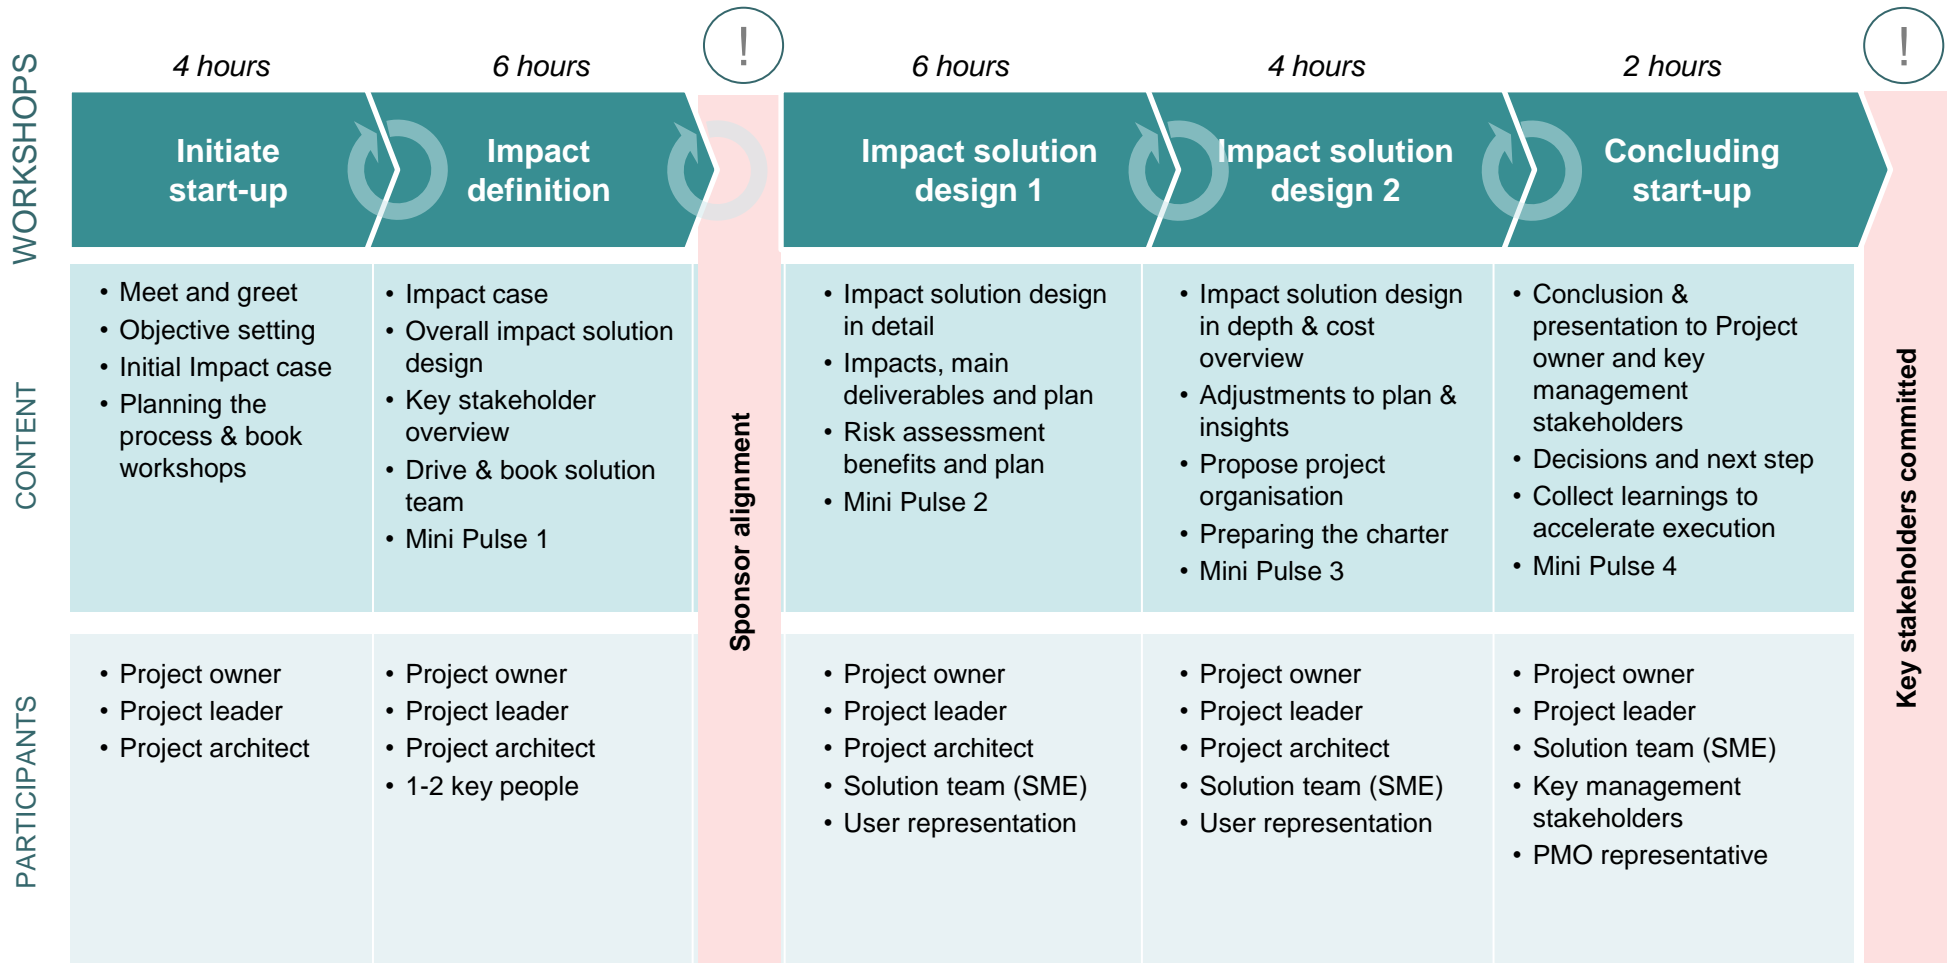 WORKSHOPS
4 hours
6 hours
!
6 hours
4 hours
2 hours
!
Initiate
start-up
Impact
definition
Impact solution
design 1
Impact solution
design 2
Concluding
start-up
CONTENT
• Meet and greet
• Objective setting
• Initial Impact case
• Planning the
process & book
workshops
• Impact case
• Overall impact solution
design
• Key stakeholder
overview
• Drive & book solution
team
• Mini Pulse 1
Sponsor alignment
• Impact solution design
in detail
• Impacts, main
deliverables and plan
• Risk assessment
benefits and plan
• Mini Pulse 2
• Impact solution design
in depth & cost
overview
• Adjustments to plan &
insights
• Propose project
organisation
• Preparing the charter
• Mini Pulse 3
• Conclusion &
presentation to Project
owner and key
management
stakeholders
• Decisions and next step
• Collect learnings to
accelerate execution
• Mini Pulse 4
Key stakeholders committed
PARTICIPANTS
• Project owner
• Project leader
• Project architect
• Project owner
• Project leader
• Project architect
• 1-2 key people
• Project owner
• Project leader
• Project architect
• Solution team (SME)
• User representation
• Project owner
• Project leader
• Project architect
• Solution team (SME)
• User representation
• Project owner
• Project leader
• Solution team (SME)
• Key management
stakeholders
• PMO representative